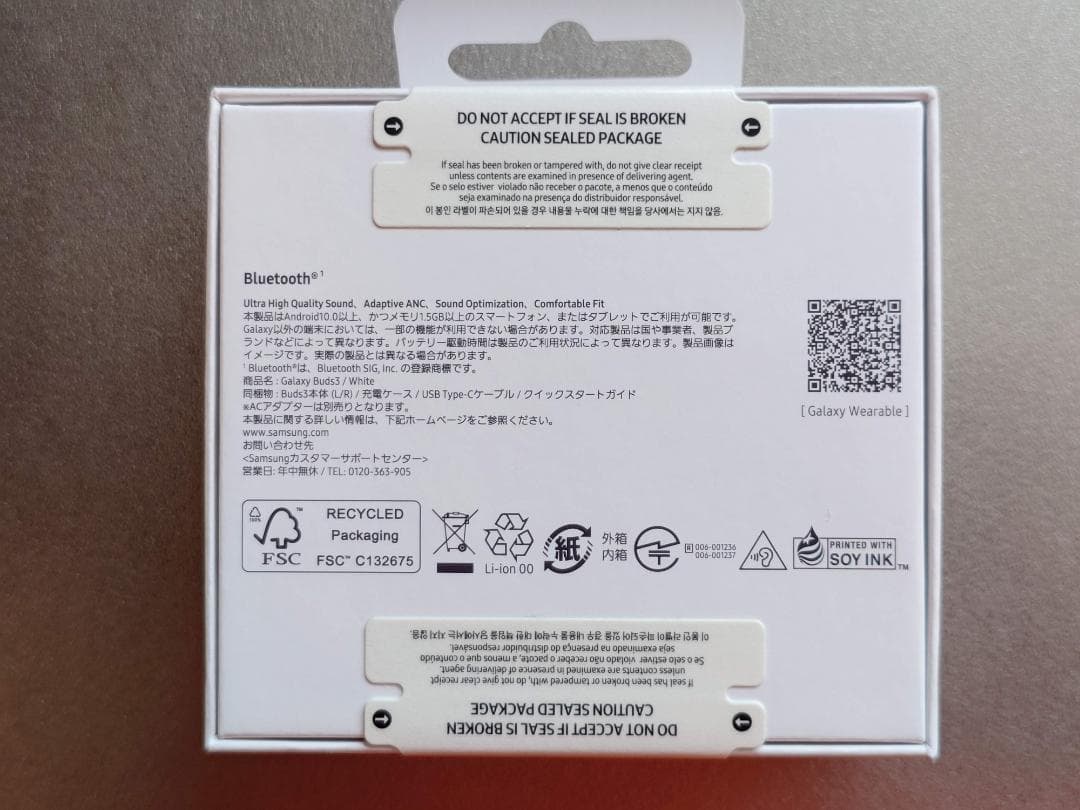 DO NOT ACCEPT IF SEAL IS BROKEN
CAUTION SEALED PACKAGE
If seal has been broken or tampered with, do not give clear receipt
unless contents are examined in presence of delivering agent.
Se o selo estiver violado não receber o pacote, a menos que o conteúdo
seja examinado na presença do distribuidor responsável.
이 봉인 라벨이 파손되어 있을 경우 내용물 누락에 대한 책임을 당사에서는 지지 않음.
Bluetooth®¹
Ultra High Quality Sound、Adaptive ANC、Sound Optimization、Comfortable Fit
本製品はAndroid10.0以上、かつメモリ1.5GB以上のスマートフォン、またはタブレットでご利用が可能です。
Galaxy以外の端末においては、一部の機能が利用できない場合があります。対応製品は国や事業者、製品ブ
ランドなどによって異なります。バッテリー駆動時間は製品のご利用状況によって異なります。製品画像は
イメージです。実際の製品とは異なる場合があります。
¹ Bluetooth®は、Bluetooth SIG, Inc. の登録商標です。
商品名 : Galaxy Buds3 / White
同梱物 : Buds3本体 (L/R) / 充電ケース / USB Type-Cケーブル / クイックスタートガイド
※ACアダプターは別売りとなります。
本製品に関する詳しい情報は、下記ホームページをご参照ください。
www.samsung.com
お問い合わせ先
<Samsungカスタマーサポートセンター>
営業日: 年中無休 / TEL: 0120-363-905
[ Galaxy Wearable ]
100%
FSC
™
RECYCLED
Packaging
FSC™ C132675
Li-ion 00
紙
外箱
内箱
R 006-001236
006-001237
PRINTED WITH
SOY INK™
DO NOT ACCEPT IF SEAL IS BROKEN
CAUTION SEALED PACKAGE
If seal has been broken or tampered with, do not give clear receipt
unless contents are examined in presence of delivering agent.
Se o selo estiver violado não receber o pacote, a menos que o conteúdo
seja examinado na presença do distribuidor responsável.
이 봉인 라벨이 파손되어 있을 경우 내용물 누락에 대한 책임을 당사에서는 지지 않음.